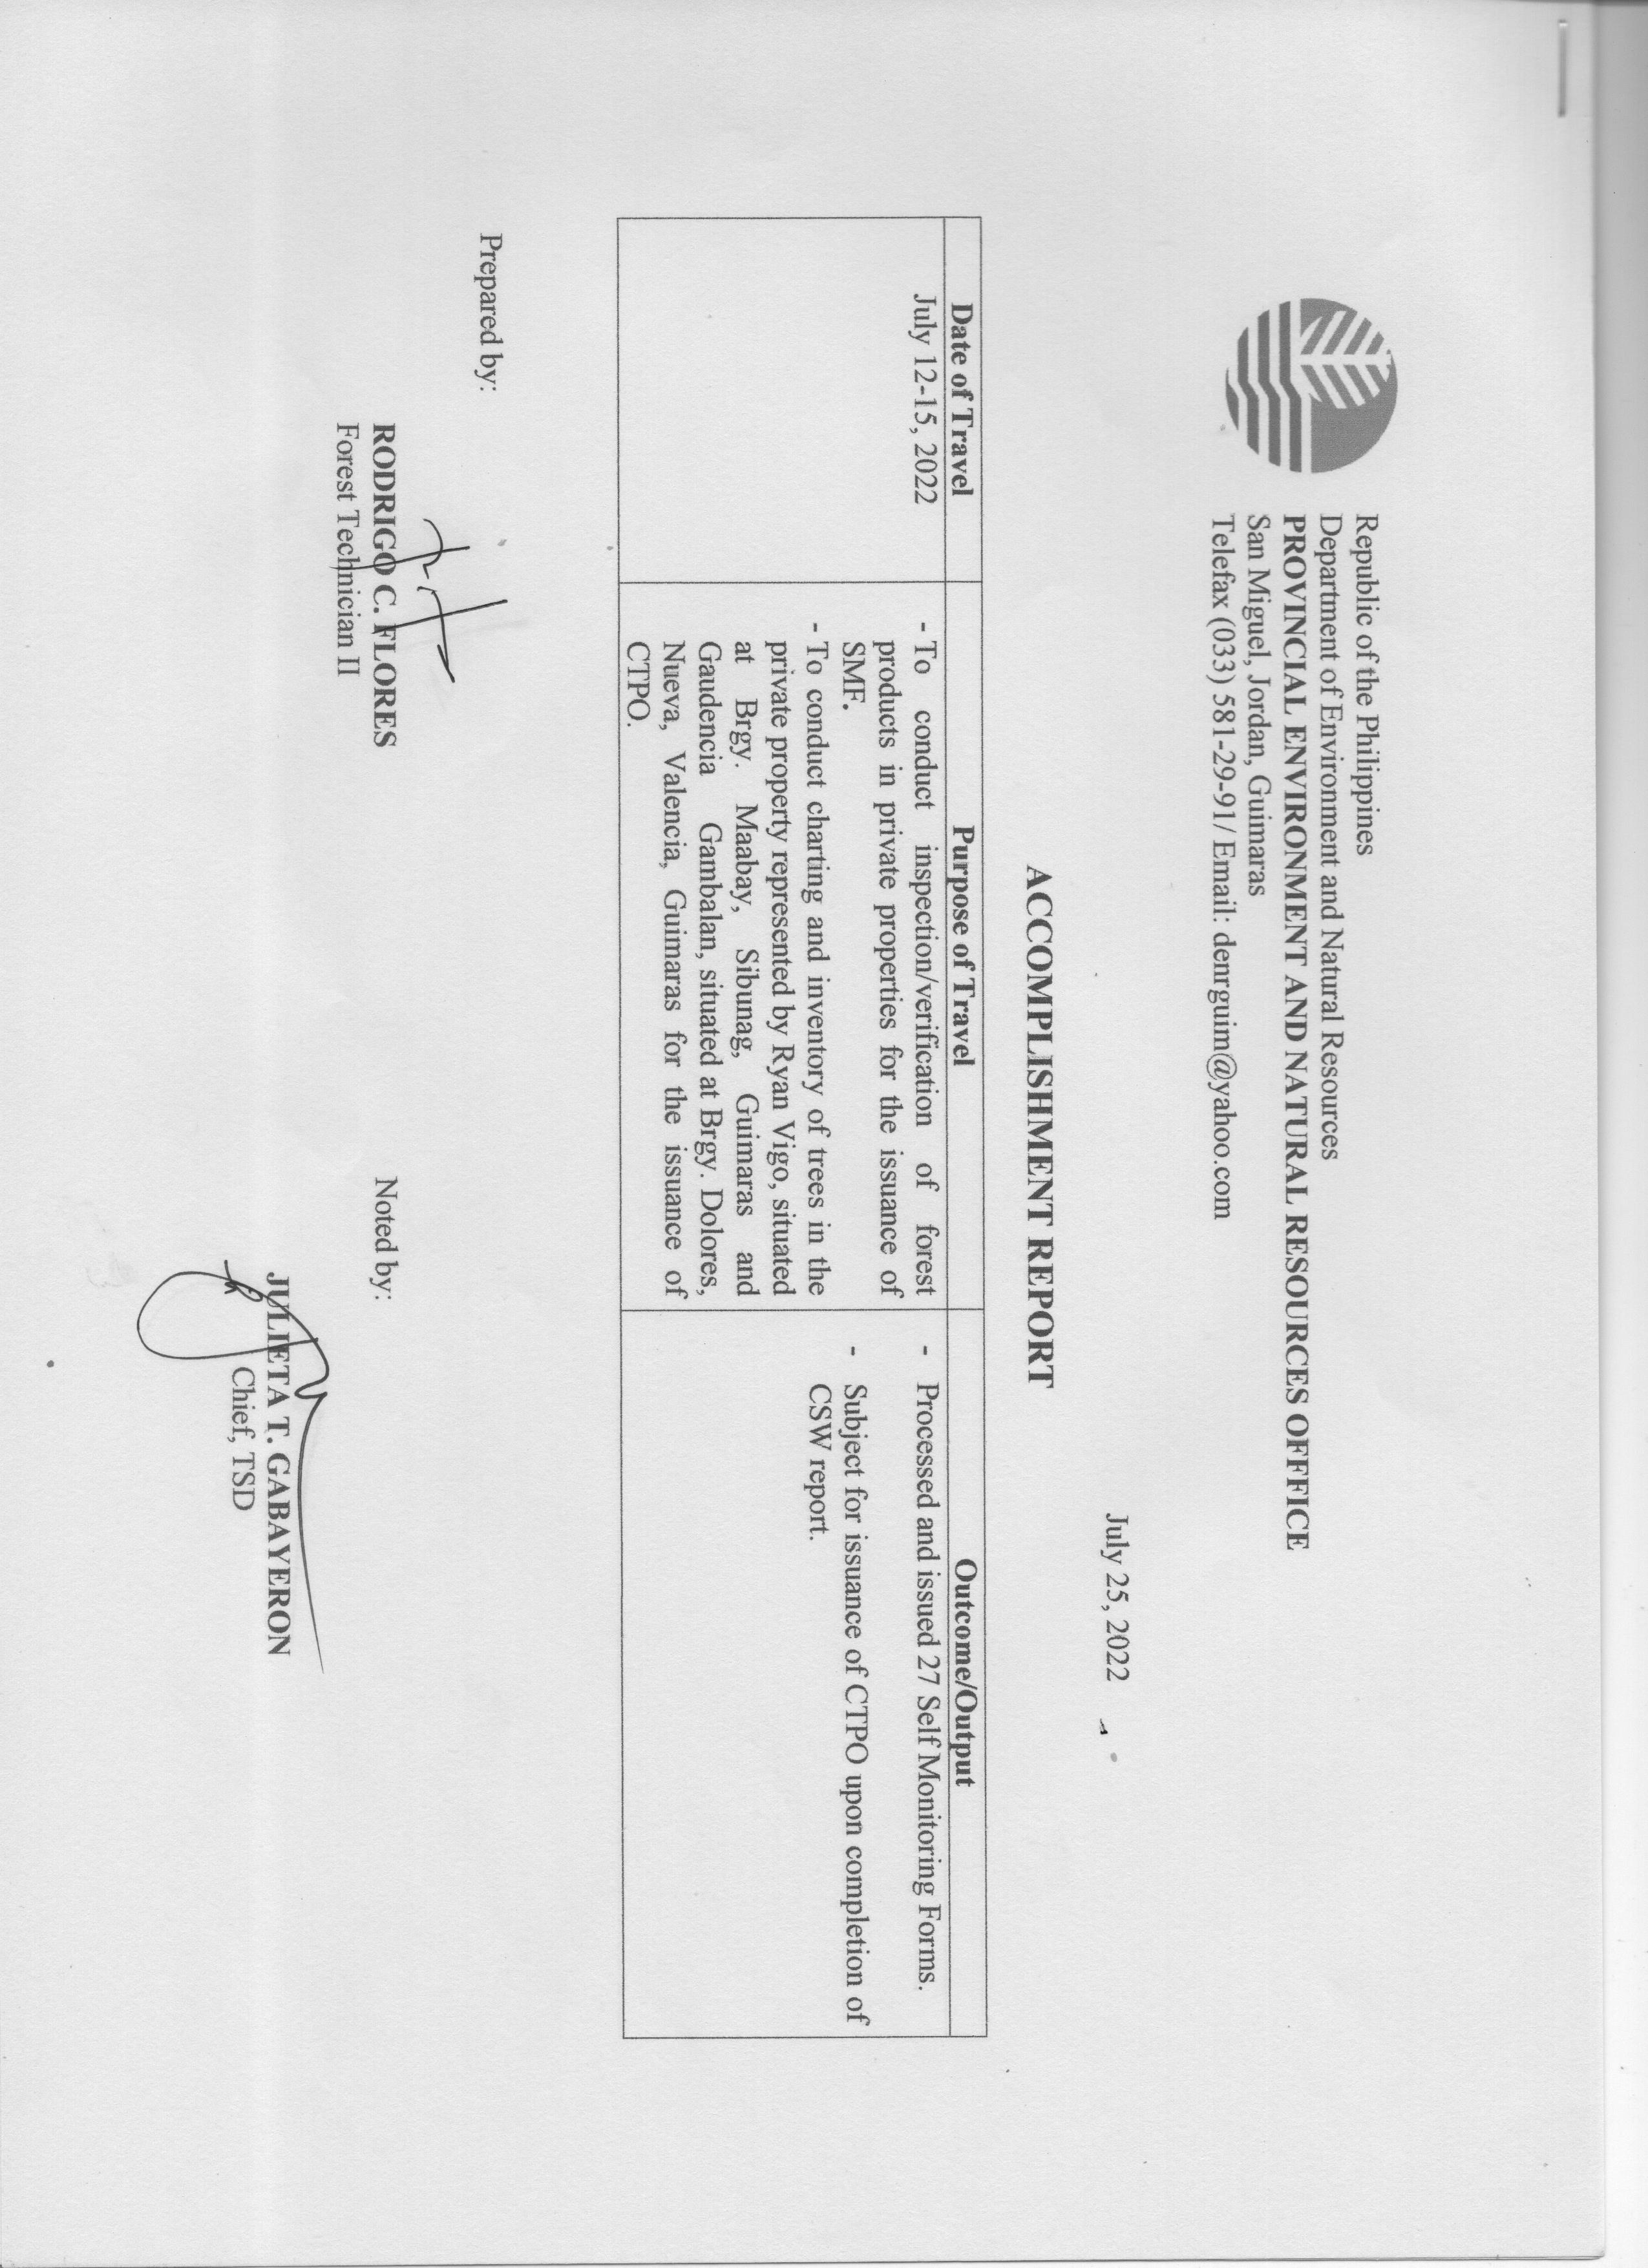 Republic of the Philippines
Department of Environment and Natural Resources
PROVINCIAL ENVIRONMENT AND NATURAL RESOURCES OFFFICE
San Miguel, Jordan, Guimaras
Telefax (033) 581-29-91/ Email: denrguim@yahoo.com
July 25, 2022
ACCOMPLISHMENT REPORT
Date of Travel
Purpose of Travel
Outcome/Output
July 12-15, 2022
- To conduct inspection/verification of forest
products in private properties for the issuance of
SMF.
- To conduct charting and inventory of trees in the
private property represented by Ryan Vigo, situated
at Brgy. Maabay, Sibunag, Guimaras and
Gaudencia Gambalan, situated at Brgy. Dolores,
Nueva, Valencia, Guimaras for the issuance of
CTPO.
- Processed and issued 27 Self Monitoring Forms.
- Subject for issuance of CTPO upon completion of
CSW report.
Prepared by:
RODRIGO C. FLORES
Forest Technician II
Noted by:
JULIETA T. GABAYERON
Chief, TSD